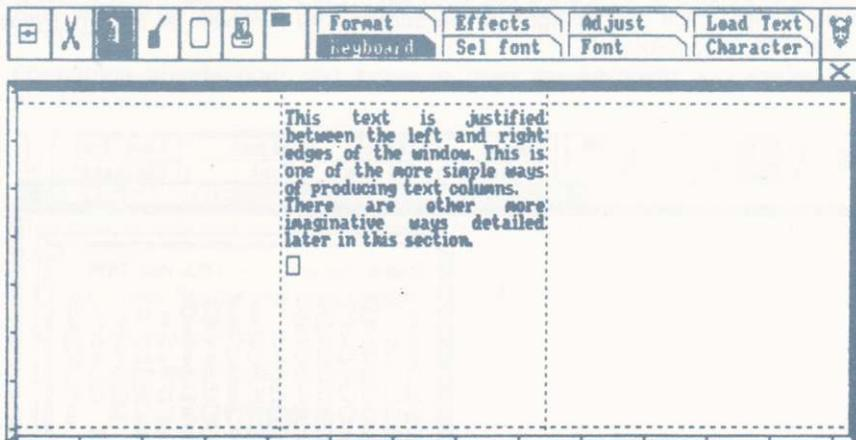 Format Effects Adjust Load Text
Keyboard Sel font Font Character
This text is justified
between the left and right
edges of the window. This is
one of the more simple ways
of producing text columns.
There are other more
imaginative ways detailed
later in this section.